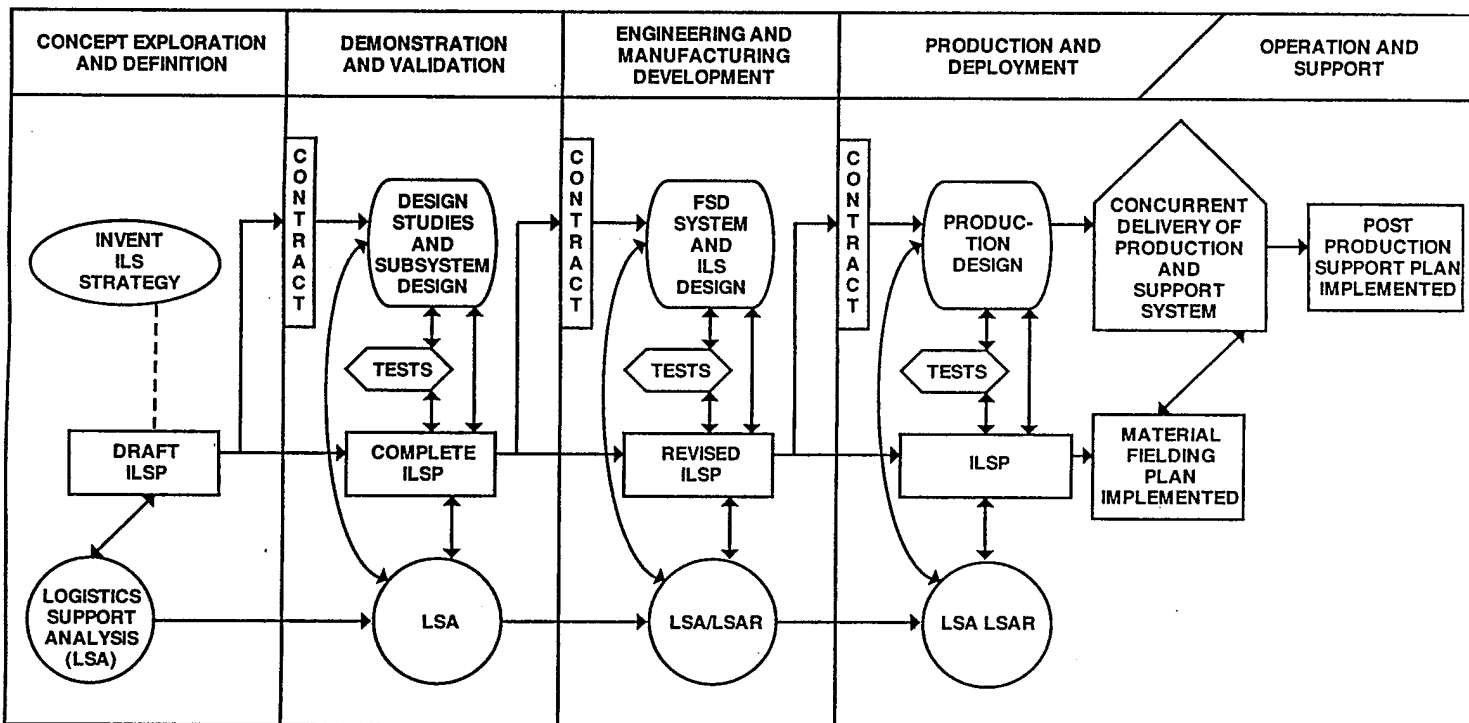 CONCEPT EXPLORATION
AND DEFINITION
DEMONSTRATION
AND VALIDATION
ENGINEERING AND
MANUFACTURING
DEVELOPMENT
PRODUCTION AND
DEPLOYMENT
OPERATION AND
SUPPORT
INVENT
ILS
STRATEGY
DRAFT
ILSP
LOGISTICS
SUPPORT
ANALYSIS
(LSA)
CONTRACT
DESIGN
STUDIES
AND
SUBSYSTEM
DESIGN
TESTS
COMPLETE
ILSP
LSA
CONTRACT
FSD
SYSTEM
AND
ILS
DESIGN
TESTS
REVISED
ILSP
LSA/LSAR
CONTRACT
PRODUC-
TION
DESIGN
TESTS
ILSP
LSA LSAR
CONCURRENT
DELIVERY OF
PRODUCTION
AND
SUPPORT
SYSTEM
MATERIAL
FIELDING
PLAN
IMPLEMENTED
POST
PRODUCTION
SUPPORT PLAN
IMPLEMENTED